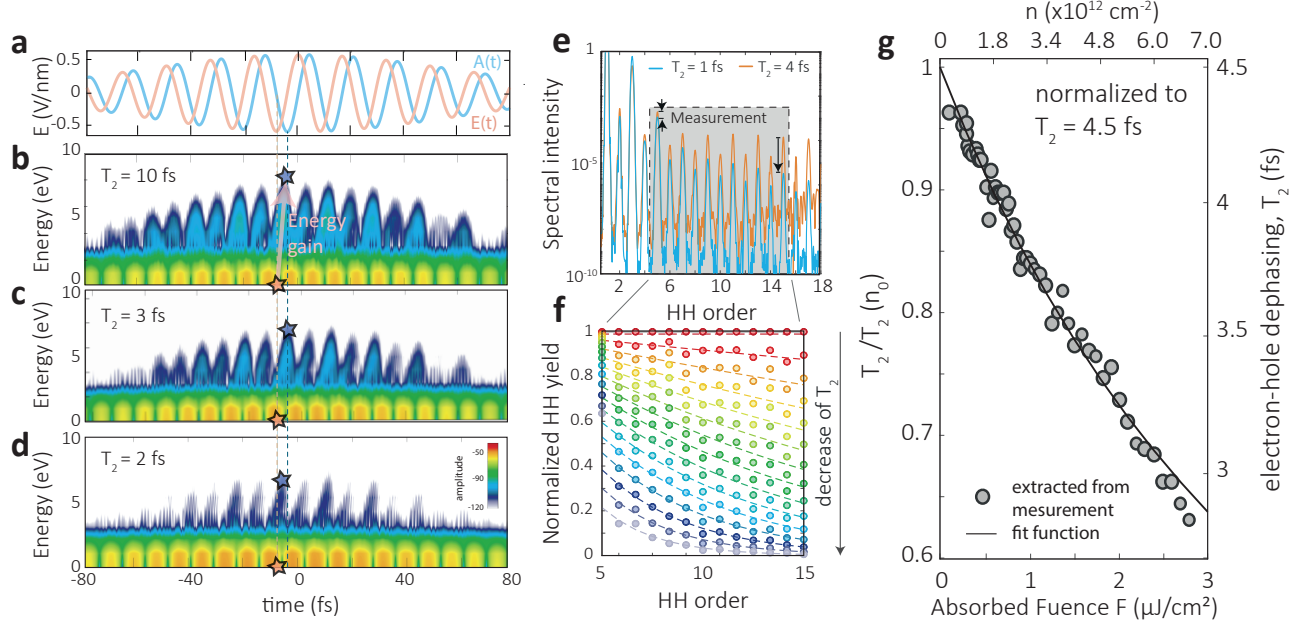 a
E (V/nm)
0.5
0
-0.5
A(t)
E(t)
b
Energy (eV)
10
5
0
T2 = 10 fs
Energy
gain
c
Energy (eV)
10
5
0
T2 = 3 fs
d
Energy (eV)
10
5
0
T2 = 2 fs
amplitude
-50
-90
-120
-80
-40
0
40
80
time (fs)
e
Spectral intensity
1
10-5
10-10
T2 = 1 fs
T2 = 4 fs
Measurement
2
4
6
8
10
12
14
16
18
HH order
f
Normalized HH yield
1
0.8
0.6
0.4
0.2
0
5
10
15
HH order
decrease of T2
g
n (x10^12 cm-2)
0
1.8
3.4
4.8
6.4
7.0
T2 /T2 (n0)
1
0.9
0.8
0.7
0.6
normalized to
T2 = 4.5 fs
extracted from
mesurement
fit function
electron-hole dephasing, T2 (fs)
4.5
4
3.5
3
0
1
2
3
Absorbed Fuence F (μJ/cm²)